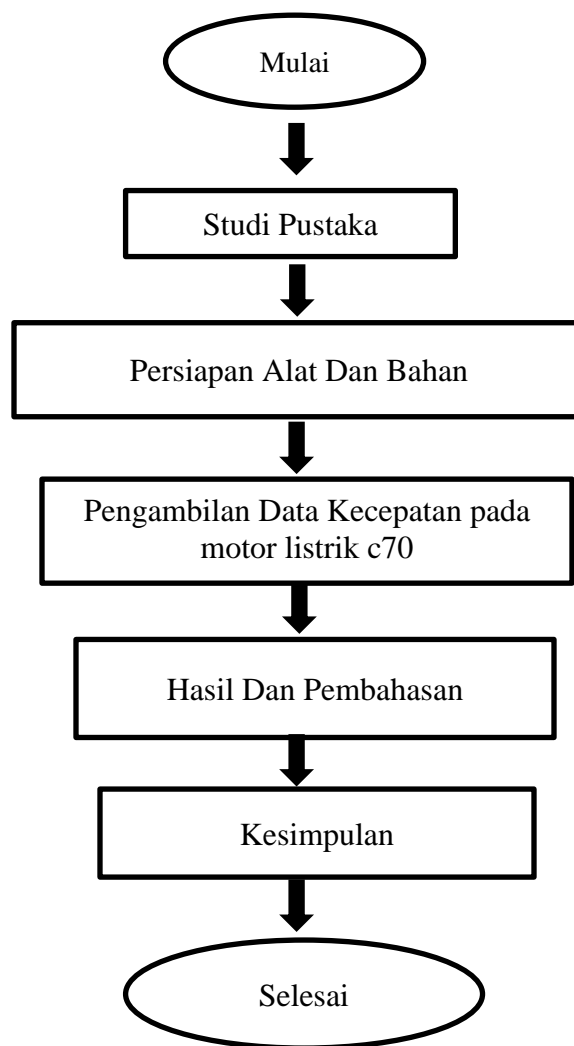 Mulai
Studi Pustaka
Persiapan Alat Dan Bahan
Pengambilan Data Kecepatan pada
motor listrik c70
Hasil Dan Pembahasan
Kesimpulan
Selesai